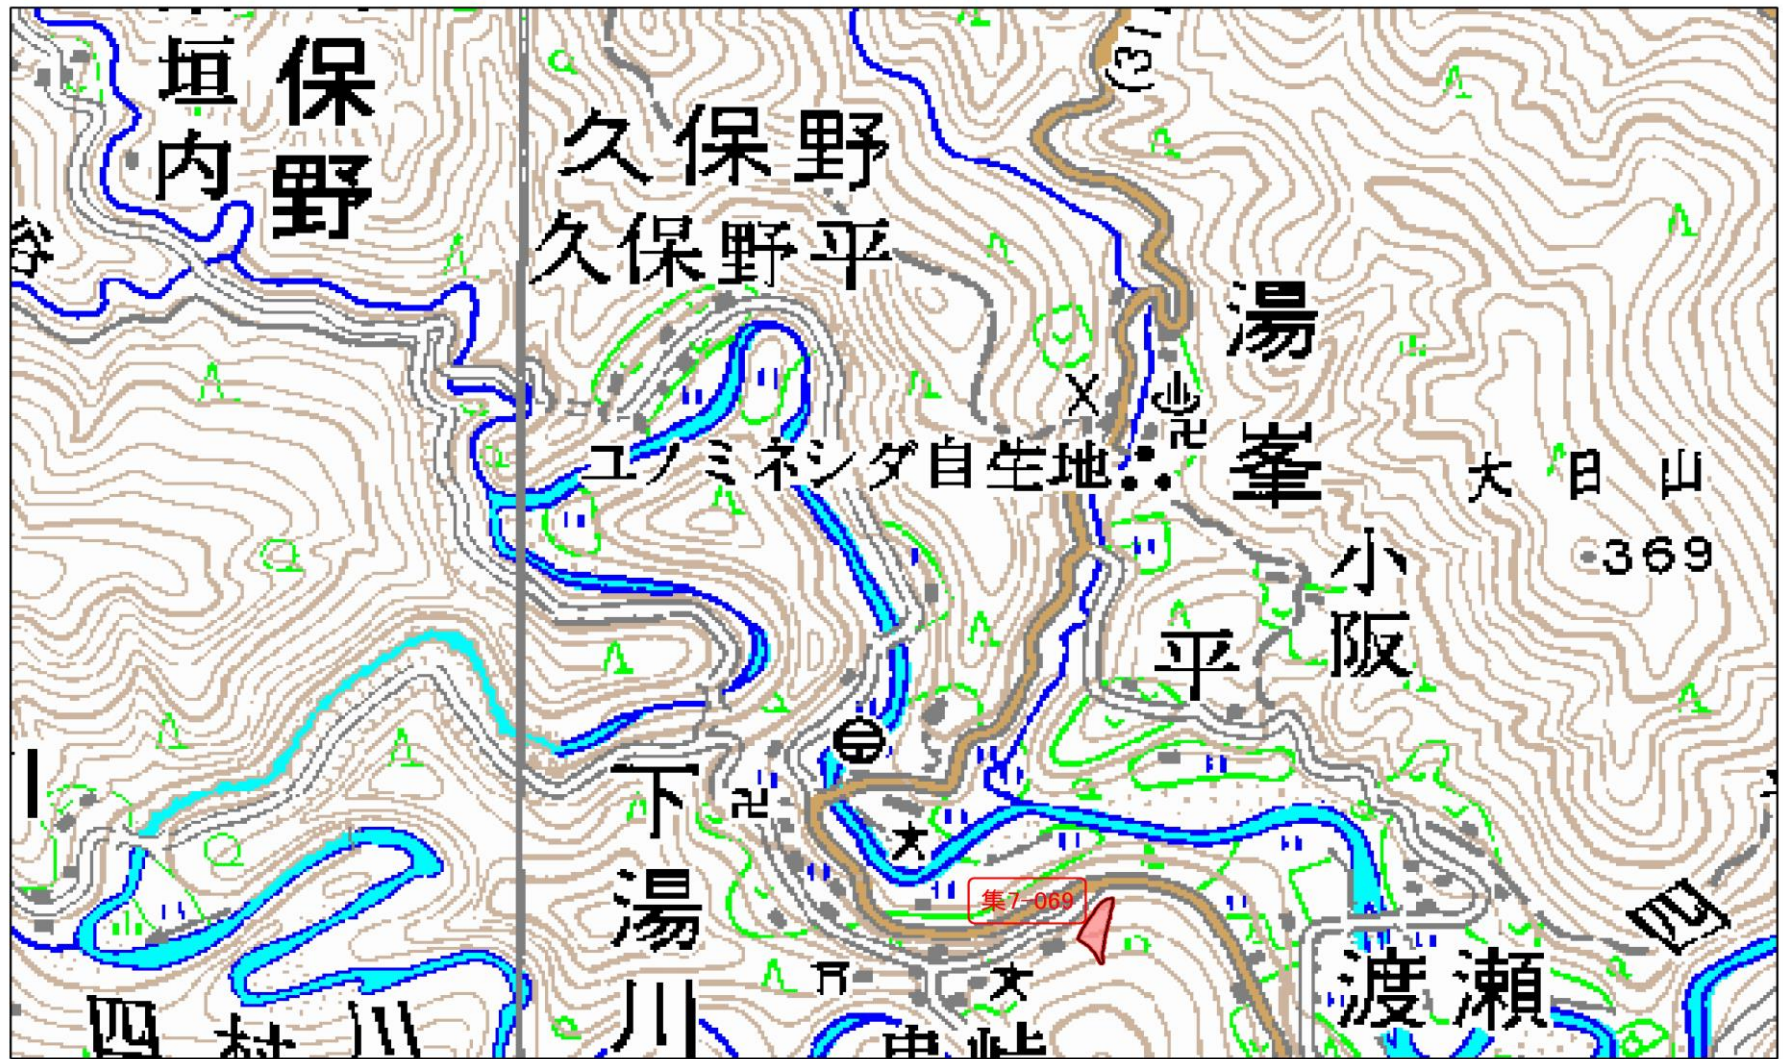 垣内
保野
久保野
久保野平
(31
湯峯
ユノミネシダ自生地
大日山
369
小阪
平
下湯川
集7-069
渡瀬
四
四村川